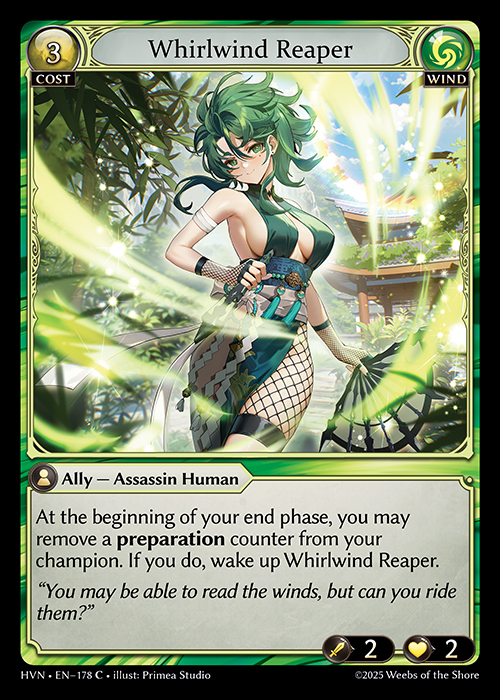 3
COST
Whirlwind Reaper
WIND
Ally — Assassin Human
At the beginning of your end phase, you may
remove a preparation counter from your
champion. If you do, wake up Whirlwind Reaper.
“You may be able to read the winds, but can you ride
them?”
2
2
HVN • EN–178 C • illust: Primea Studio
©2025 Weebs of the Shore